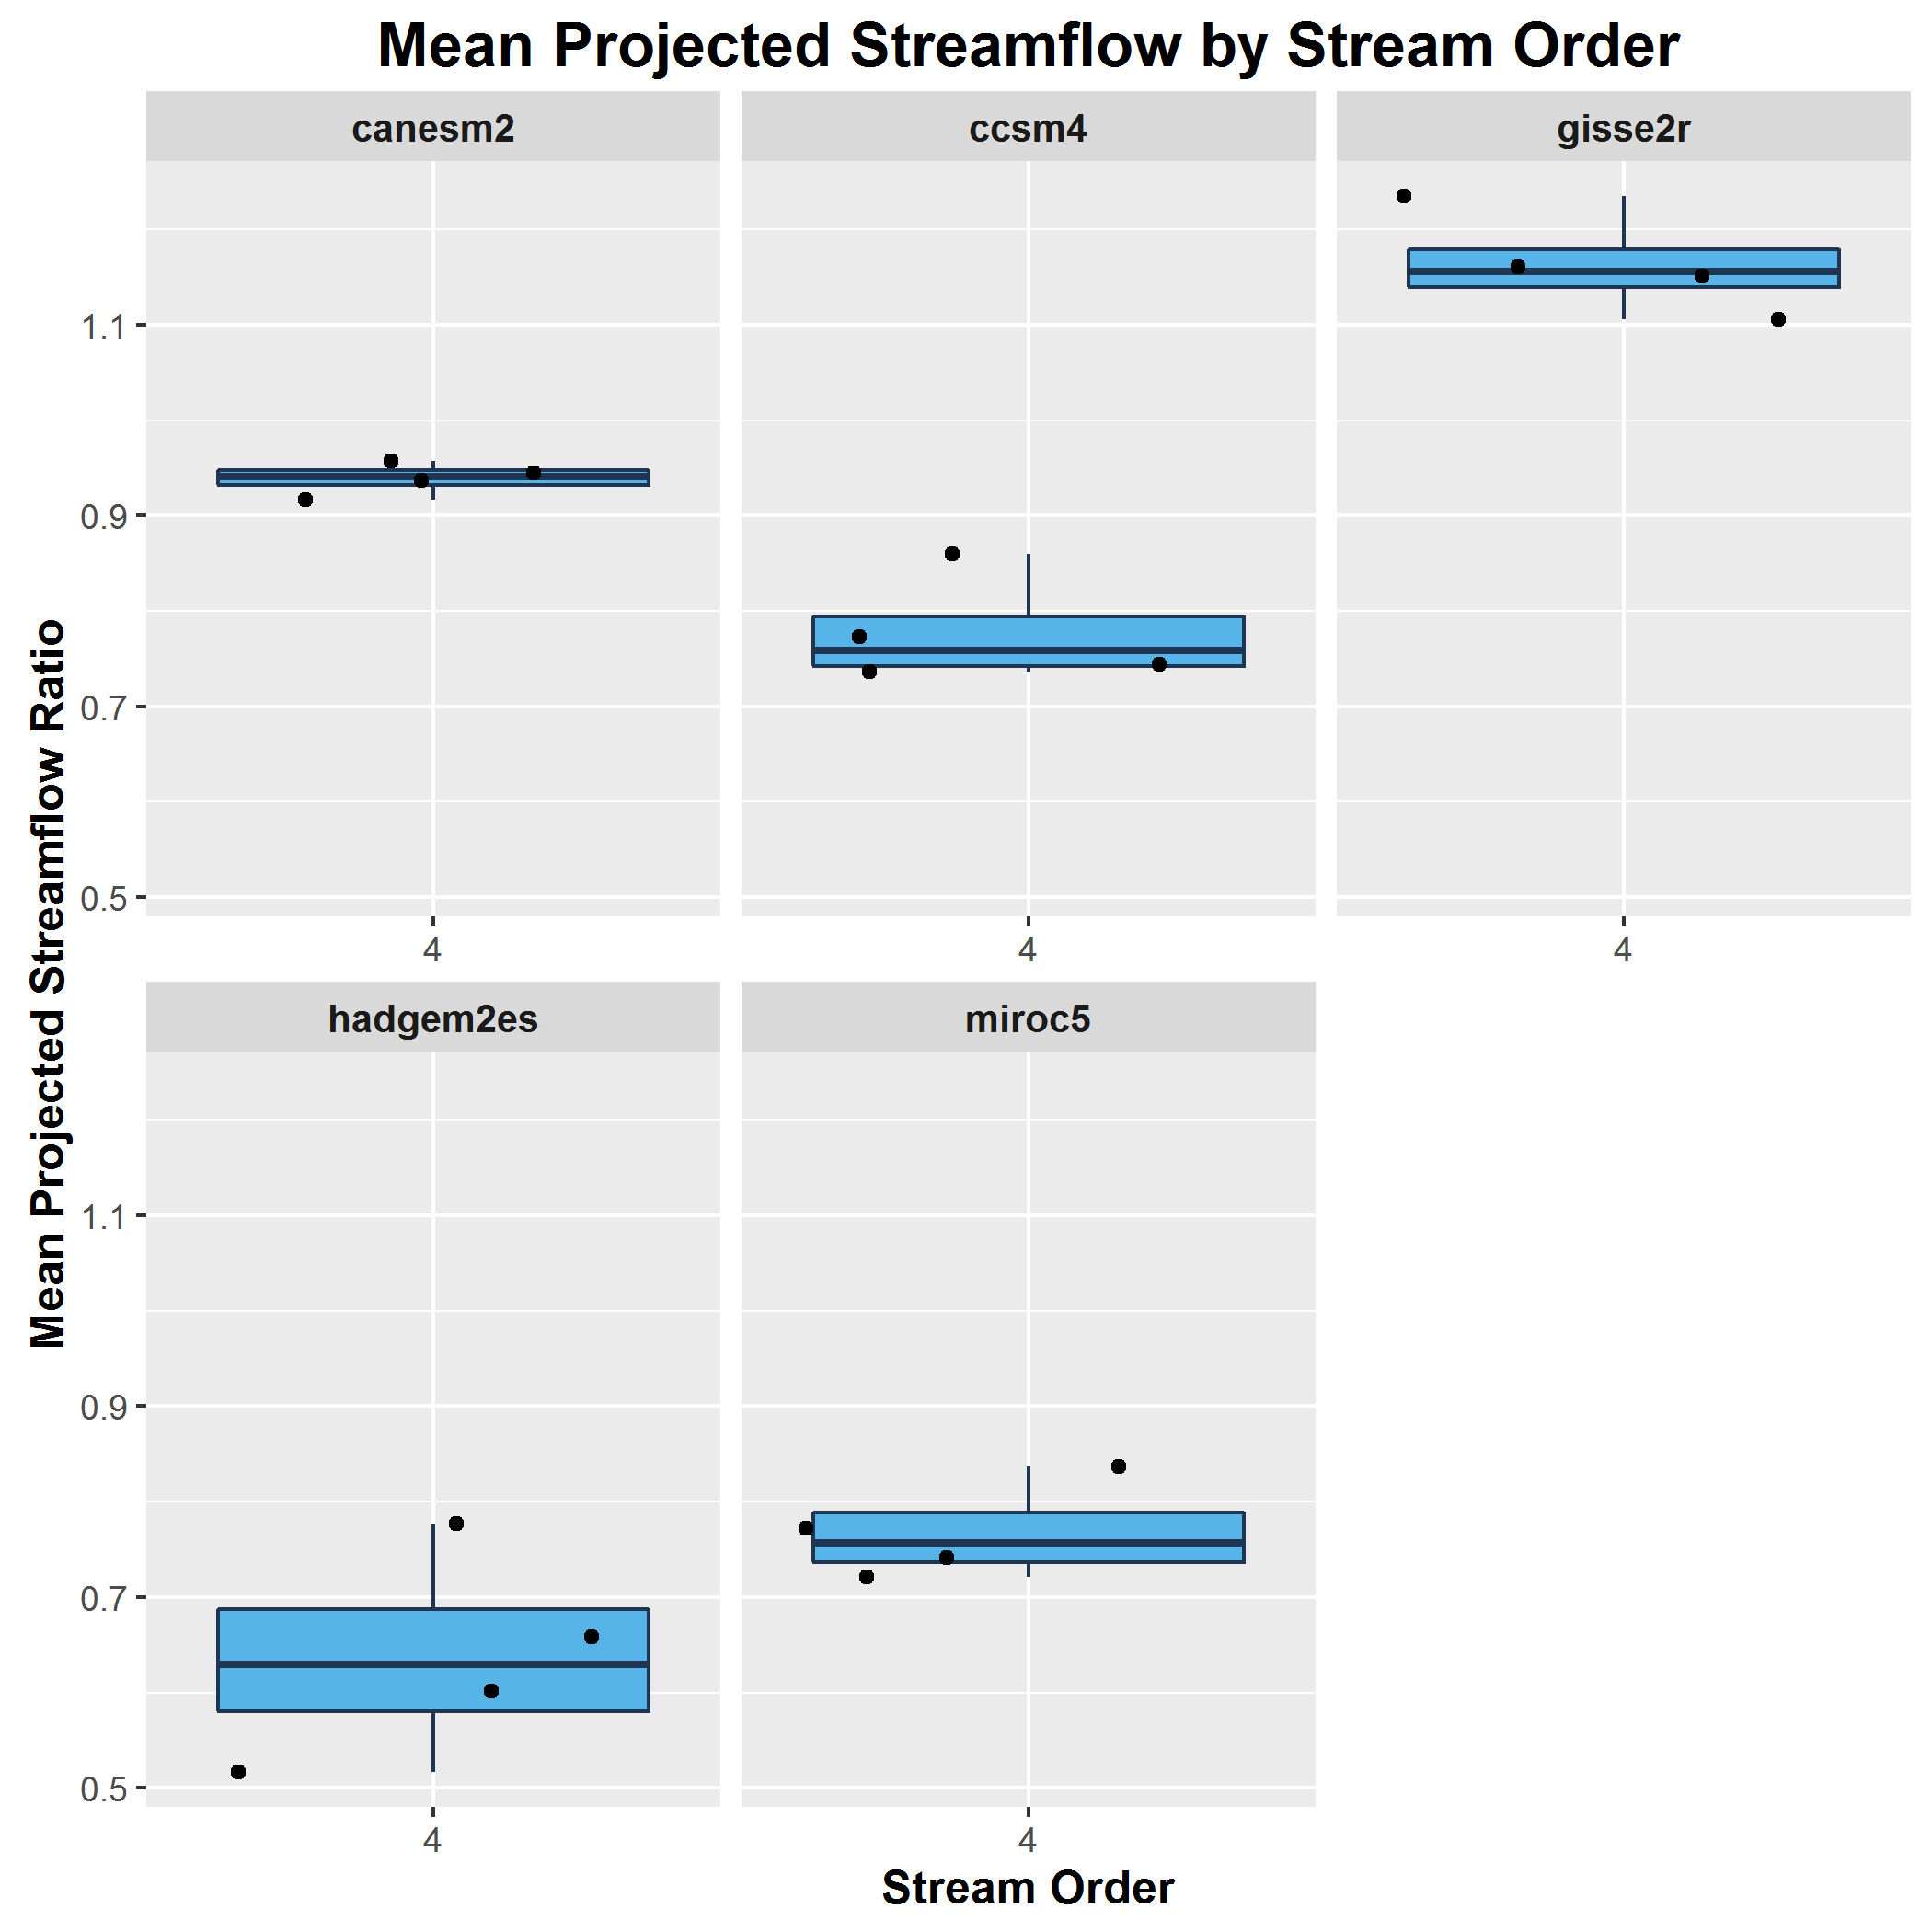 Mean Projected Streamflow by Stream Order
canesm2
ccsm4
gisse2r
1.1
0.9
0.7
0.5
4
4
4
Mean Projected Streamflow Ratio
hadgem2es
miroc5
1.1
0.9
0.7
0.5
4
4
Stream Order